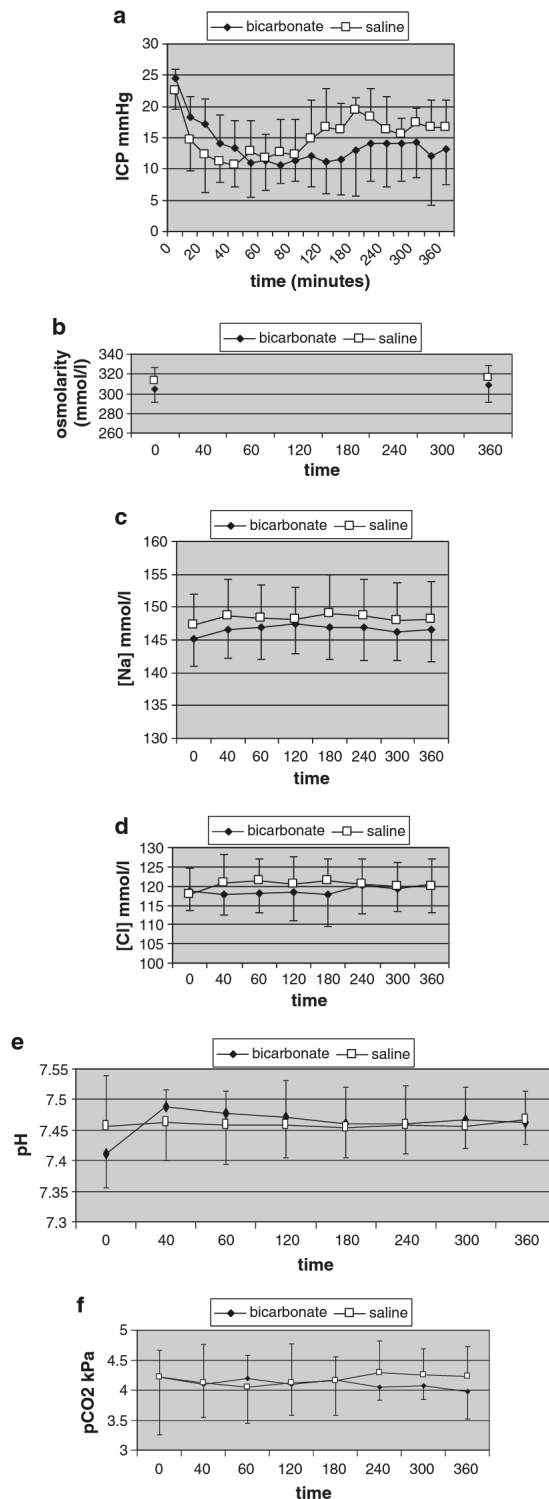 a
bicarbonate saline
30
25
20
15
10
5
0
ICP mmHg
0 20 40 60 80 120 180 240 300 360
time (minutes)
b
bicarbonate saline
340
320
300
280
260
osmolarity
(mmol/l)
0 40 60 120 180 240 300 360
time
c
bicarbonate saline
160
155
150
145
140
135
130
[Na] mmol/l
0 40 60 120 180 240 300 360
time
d
bicarbonate saline
130
125
120
115
110
105
100
[Cl] mmol/l
0 40 60 120 180 240 300 360
time
e
bicarbonate saline
7.55
7.5
7.45
7.4
7.35
7.3
pH
0 40 60 120 180 240 300 360
time
f
bicarbonate saline
5
4.5
4
3.5
3
pCO2 kPa
0 40 60 120 180 240 300 360
time